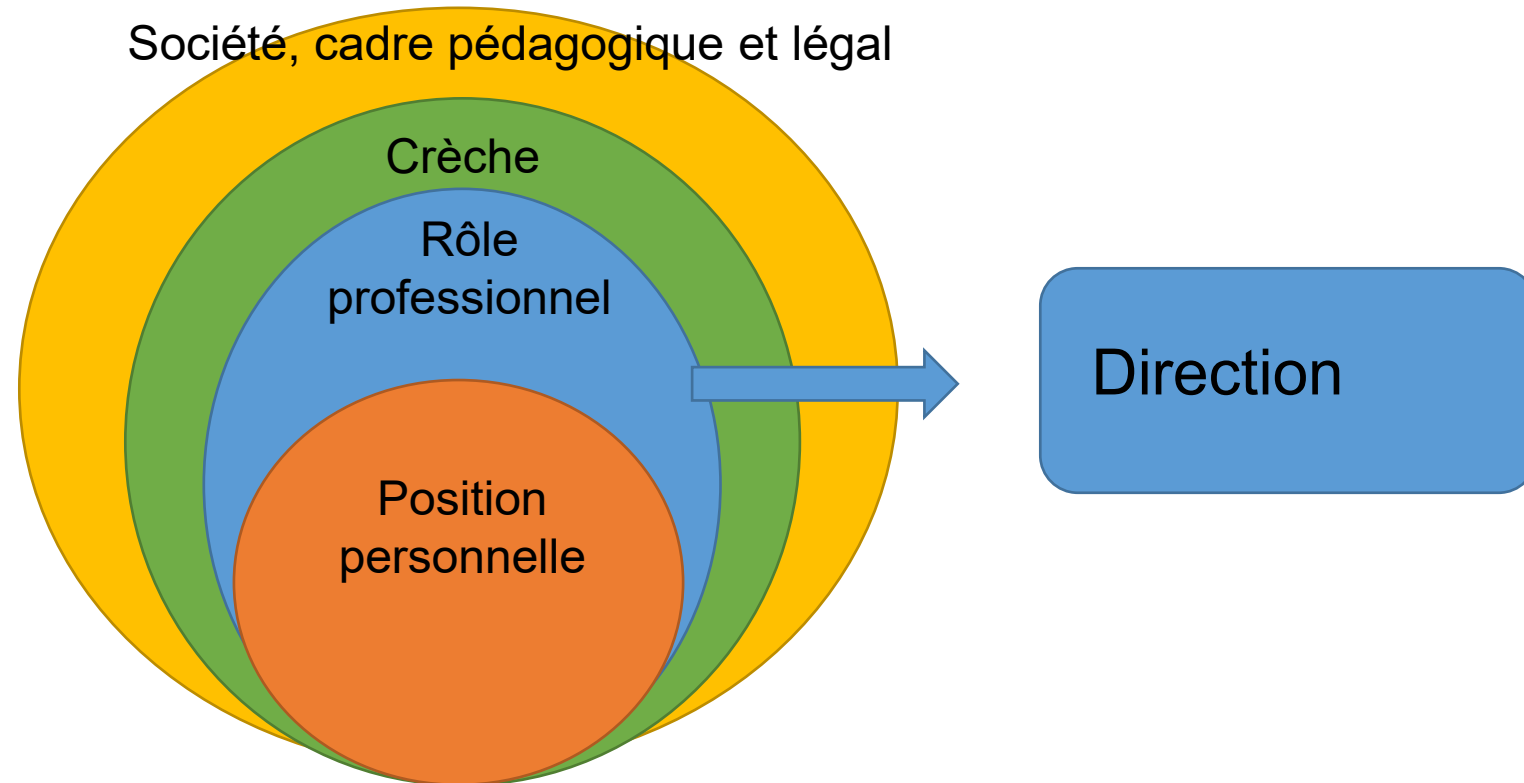 Société, cadre pédagogique et légal
Crèche
Rôle
professionnel
Direction
Position
personnelle